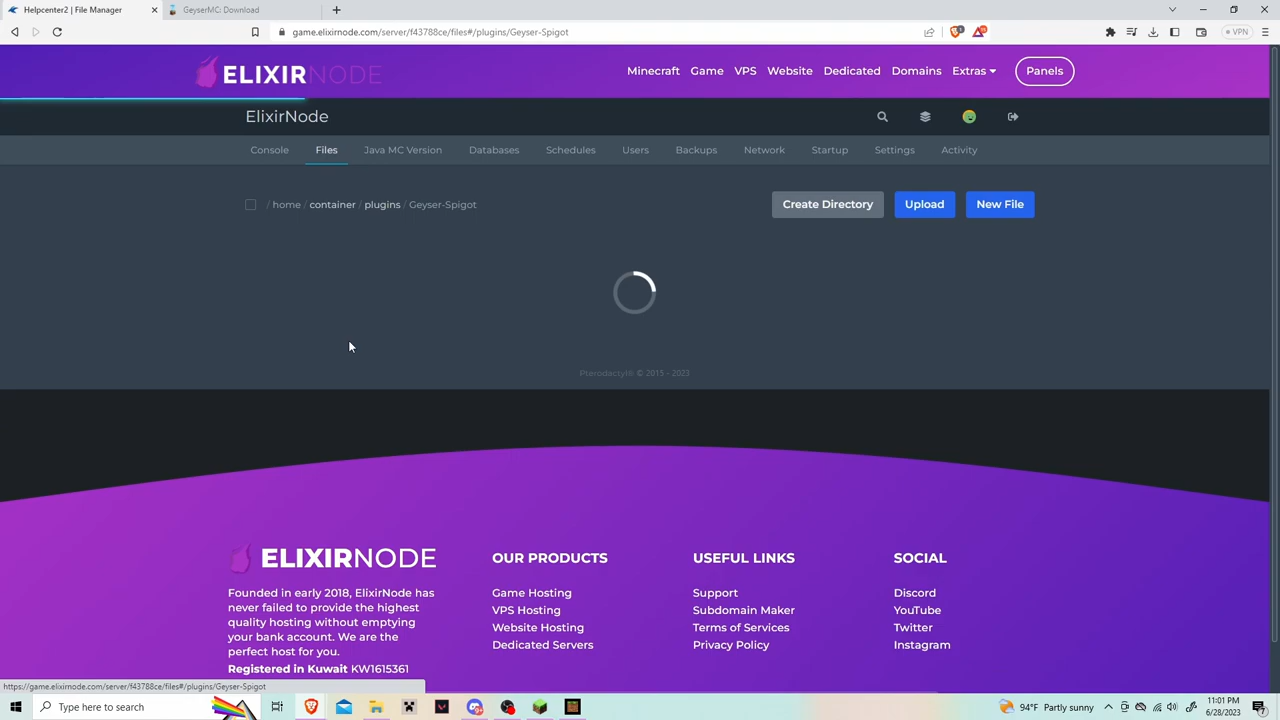 Helpcenter2 | File Manager
GeyserMC: Download
game.elixirnode.com/server/f43788ce/files#/plugins/Geyser-Spigot
VPN
ELIXIRNODE
Minecraft Game VPS Website Dedicated Domains Extras Panels
ElixirNode
Console Files Java MC Version Databases Schedules Users Backups Network Startup Settings Activity
/ home / container / plugins / Geyser-Spigot
Create Directory Upload New File
Pterodactyl® © 2015 - 2023
ELIXIRNODE
Founded in early 2018, ElixirNode has
never failed to provide the highest
quality hosting without emptying
your bank account. We are the
perfect host for you.
Registered in Kuwait KW1615361
OUR PRODUCTS
Game Hosting
VPS Hosting
Website Hosting
Dedicated Servers
USEFUL LINKS
Support
Subdomain Maker
Terms of Services
Privacy Policy
SOCIAL
Discord
YouTube
Twitter
Instagram
https://game.elixirnode.com/server/f43788ce/files#/plugins/Geyser-Spigot
Type here to search
94°F Partly sunny
11:01 PM
6/28/2023